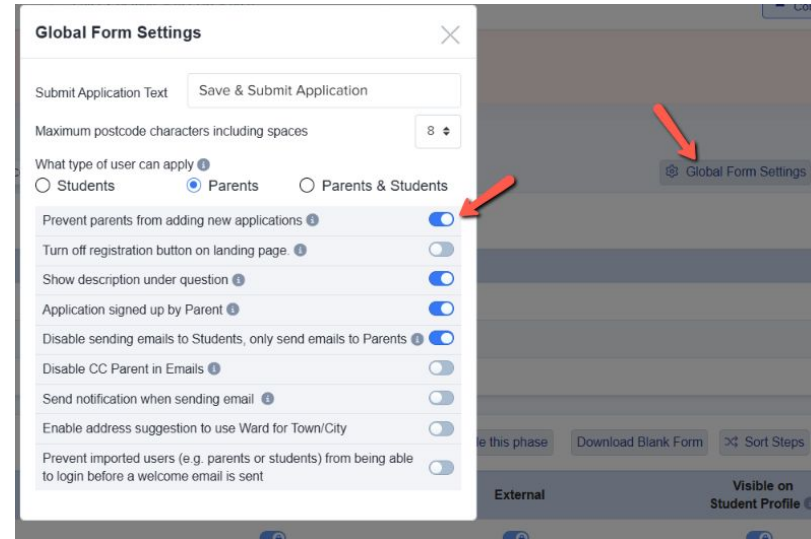 Global Form Settings
Submit Application Text
Save & Submit Application
Maximum postcode characters including spaces
8
What type of user can apply
Students
Parents
Parents & Students
Prevent parents from adding new applications
Turn off registration button on landing page.
Show description under question
Application signed up by Parent
Disable sending emails to Students, only send emails to Parents
Disable CC Parent in Emails
Send notification when sending email
Enable address suggestion to use Ward for Town/City
Prevent imported users (e.g. parents or students) from being able
to login before a welcome email is sent
Global Form Settings
this phase
Download Blank Form
Sort Steps
External
Visible on
Student Profile